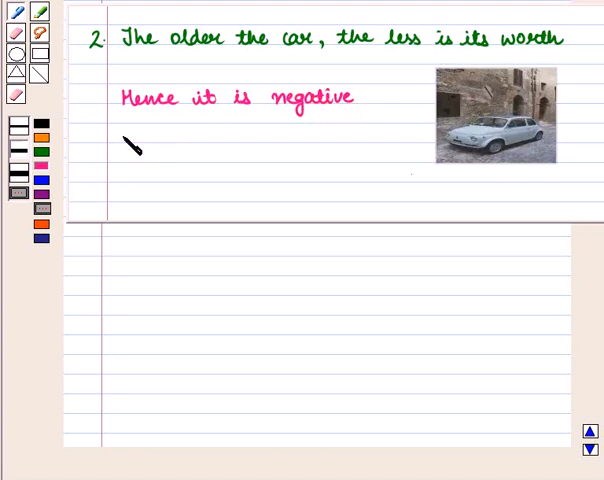 2. The older the car, the less is its worth
Hence it is negative